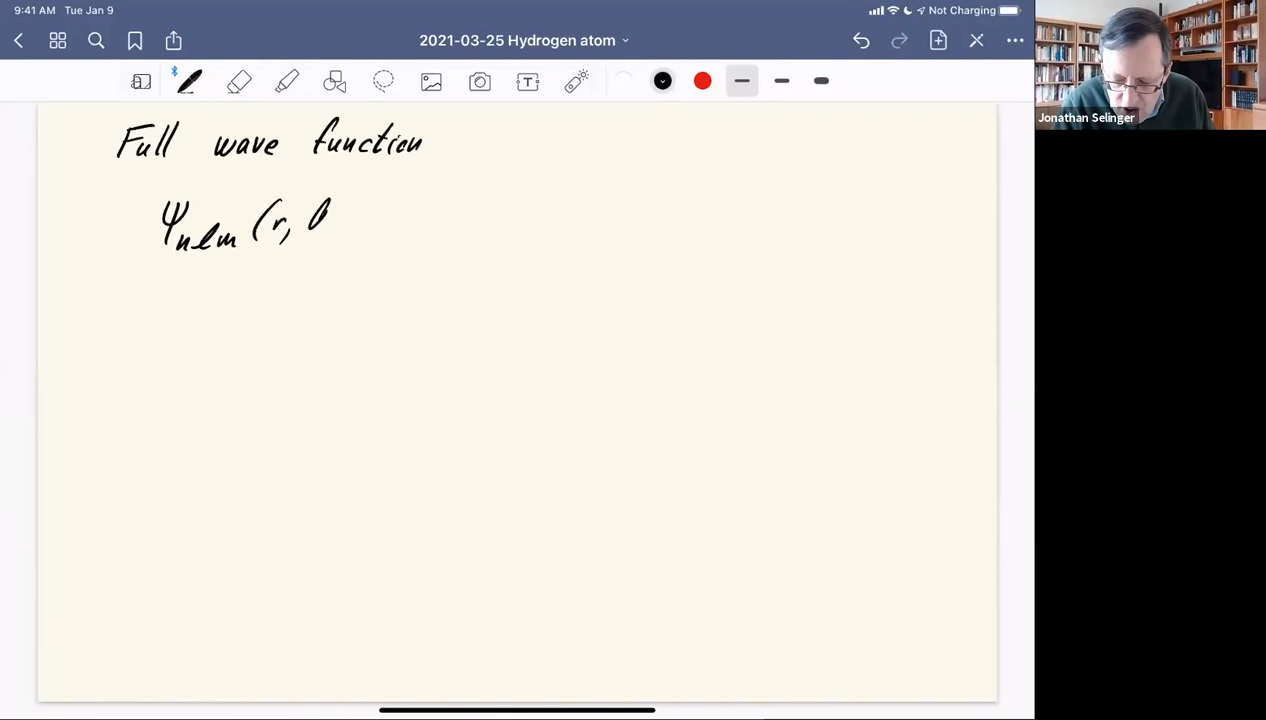 9:41 AM Tue Jan 9
Not Charging
2021-03-25 Hydrogen atom
T
Jonathan Selinger
Full wave function
ψnlm (r, θ